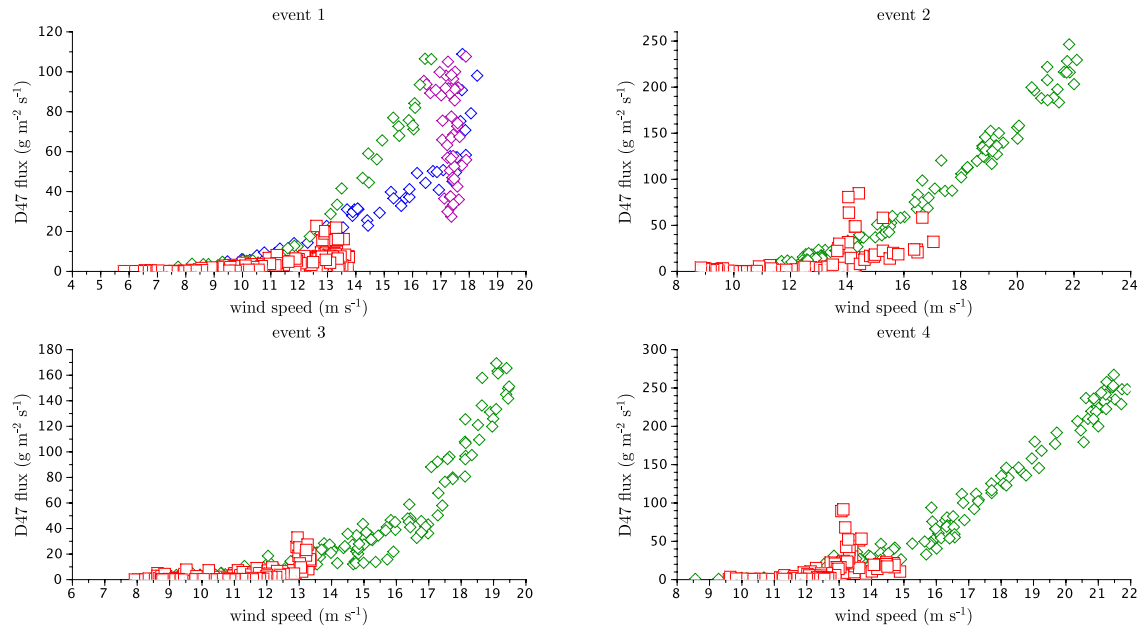 event 1
D47 flux (g m⁻² s⁻¹)
120
100
80
60
40
20
0
4 5 6 7 8 9 10 11 12 13 14 15 16 17 18 19 20
wind speed (m s⁻¹)
event 2
D47 flux (g m⁻² s⁻¹)
250
200
150
100
50
0
8 10 12 14 16 18 20 22 24
wind speed (m s⁻¹)
event 3
D47 flux (g m⁻² s⁻¹)
180
160
140
120
100
80
60
40
20
0
6 7 8 9 10 11 12 13 14 15 16 17 18 19 20
wind speed (m s⁻¹)
event 4
D47 flux (g m⁻² s⁻¹)
300
250
200
150
100
50
0
8 9 10 11 12 13 14 15 16 17 18 19 20 21 22
wind speed (m s⁻¹)